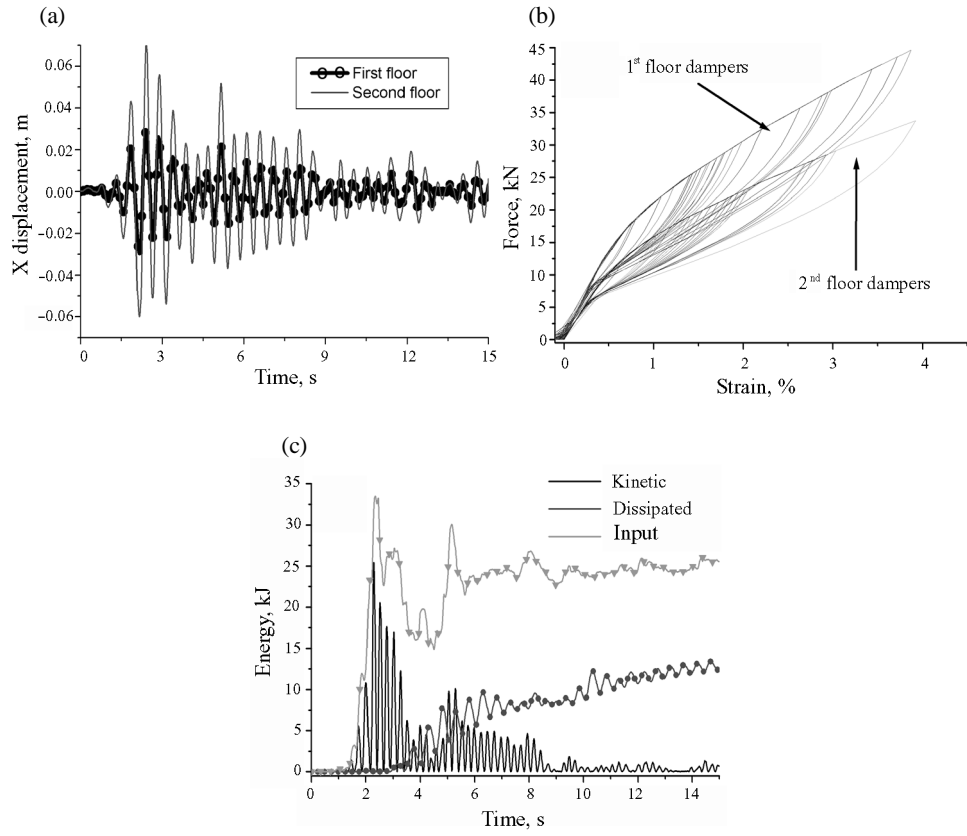 (a)
0.06
0.04
0.02
0.00
−0.02
−0.04
−0.06
X displacement, m
First floor
Second floor
0 3 6 9 12 15
Time, s
(b)
45
40
35
30
25
20
15
10
5
0
Force, kN
1st floor dampers
2nd floor dampers
0 1 2 3 4
Strain, %
(c)
35
30
25
20
15
10
5
0
Energy, kJ
Kinetic
Dissipated
Input
0 2 4 6 8 10 12 14
Time, s